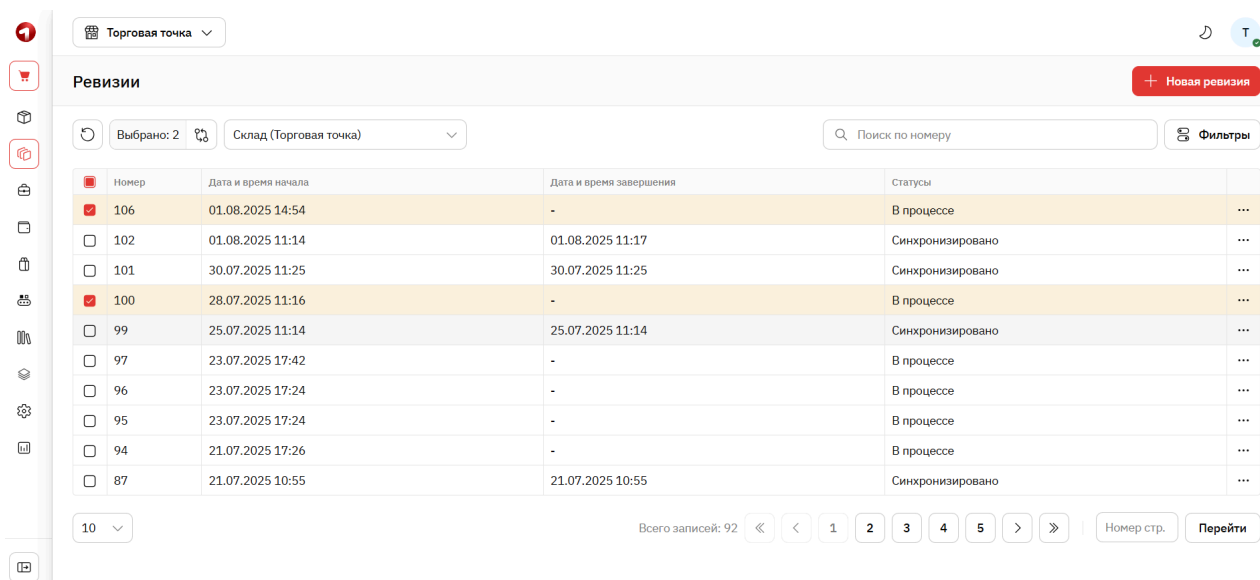 Торговая точка
T
Ревизии
Новая ревизия
Выбрано: 2
Склад (Торговая точка)
Поиск по номеру
Фильтры
Номер Дата и время начала Дата и время завершения Статусы
106 01.08.2025 14:54 - В процессе ...
102 01.08.2025 11:14 01.08.2025 11:17 Синхронизировано ...
101 30.07.2025 11:25 30.07.2025 11:25 Синхронизировано ...
100 28.07.2025 11:16 - В процессе ...
99 25.07.2025 11:14 25.07.2025 11:14 Синхронизировано ...
97 23.07.2025 17:42 - В процессе ...
96 23.07.2025 17:24 - В процессе ...
95 23.07.2025 17:24 - В процессе ...
94 21.07.2025 17:26 - В процессе ...
87 21.07.2025 10:55 21.07.2025 10:55 Синхронизировано ...
10 Всего записей: 92 1 2 3 4 5 Номер стр. Перейти